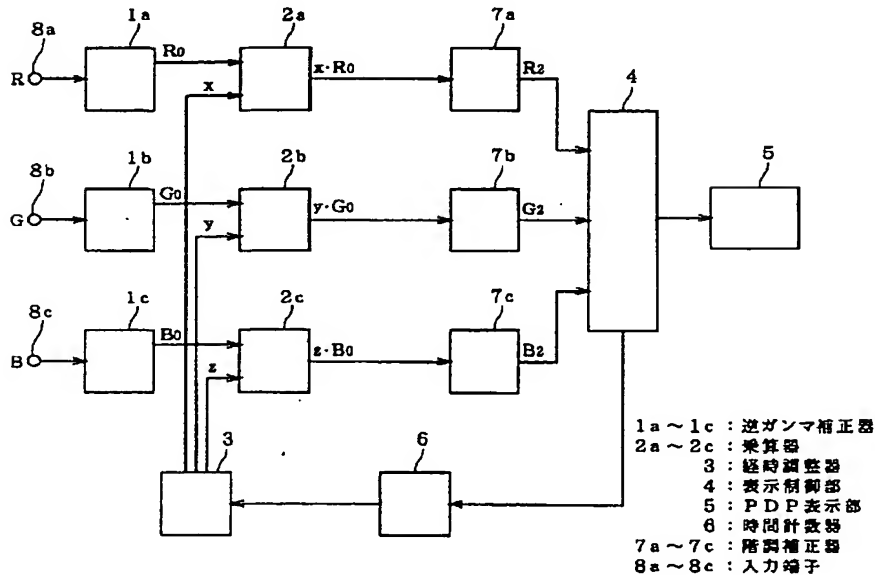 8a
1a
2a
7a
R
R0
x
x·R0
R2
4
8b
1b
2b
7b
5
G
G0
y
y·G0
G2
8c
1c
2c
7c
B
B0
z
z·B0
B2
3
6
1a～1c：逆ガンマ補正器
2a～2c：乗算器
3：経時調整器
4：表示制御部
5：PDP表示部
6：時間計数器
7a～7c：階調補正器
8a～8c：入力端子